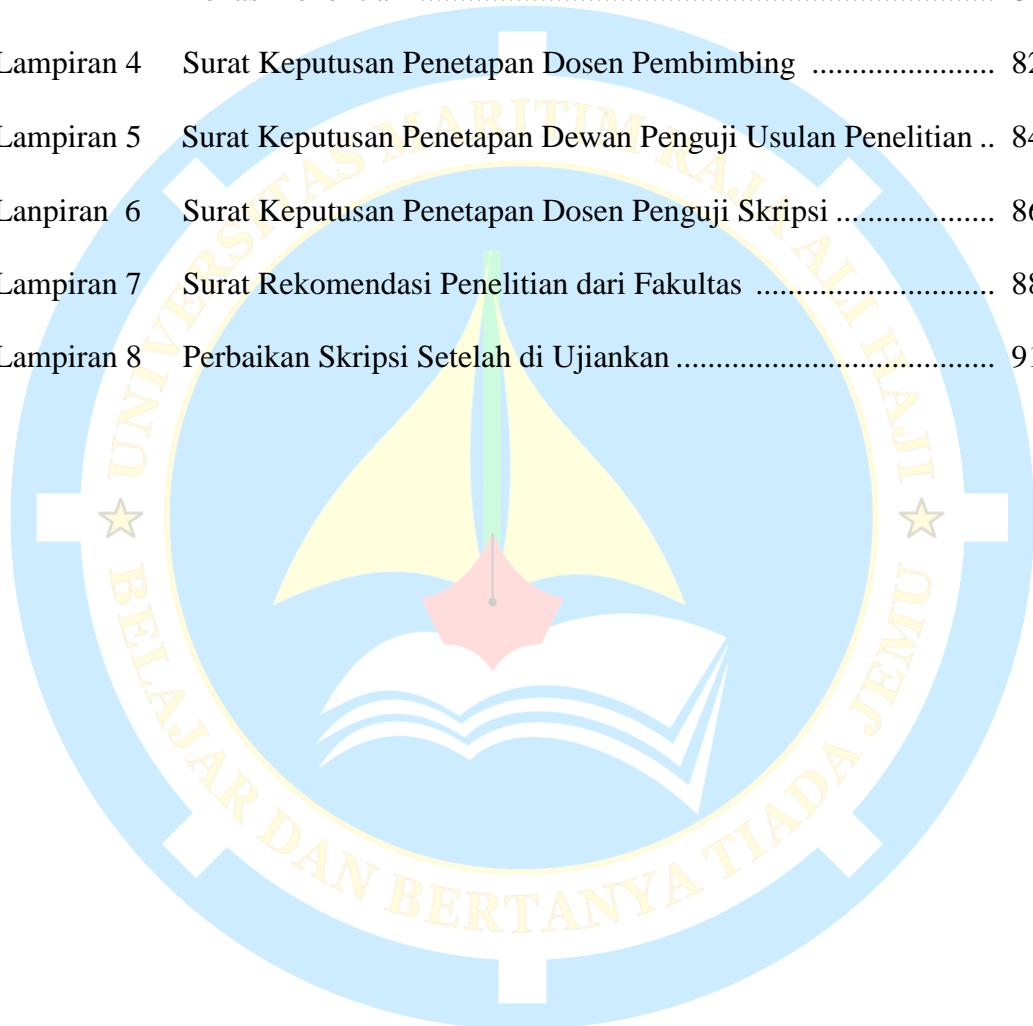 Lampiran 4 Surat Keputusan Penetapan Dosen Pembimbing ...................... 82
Lampiran 5 Surat Keputusan Penetapan Dewan Penguji Usulan Penelitian .. 84
Lanpiran 6 Surat Keputusan Penetapan Dosen Penguji Skripsi ................... 86
Lampiran 7 Surat Rekomendasi Penelitian dari Fakultas ............................ 88
Lampiran 8 Perbaikan Skripsi Setelah di Ujiankan ..................................... 91
UNIVERSITAS MARITIM RAJA ALI HAJI
BELAJAR DAN BERTANYA TIADA JEMU